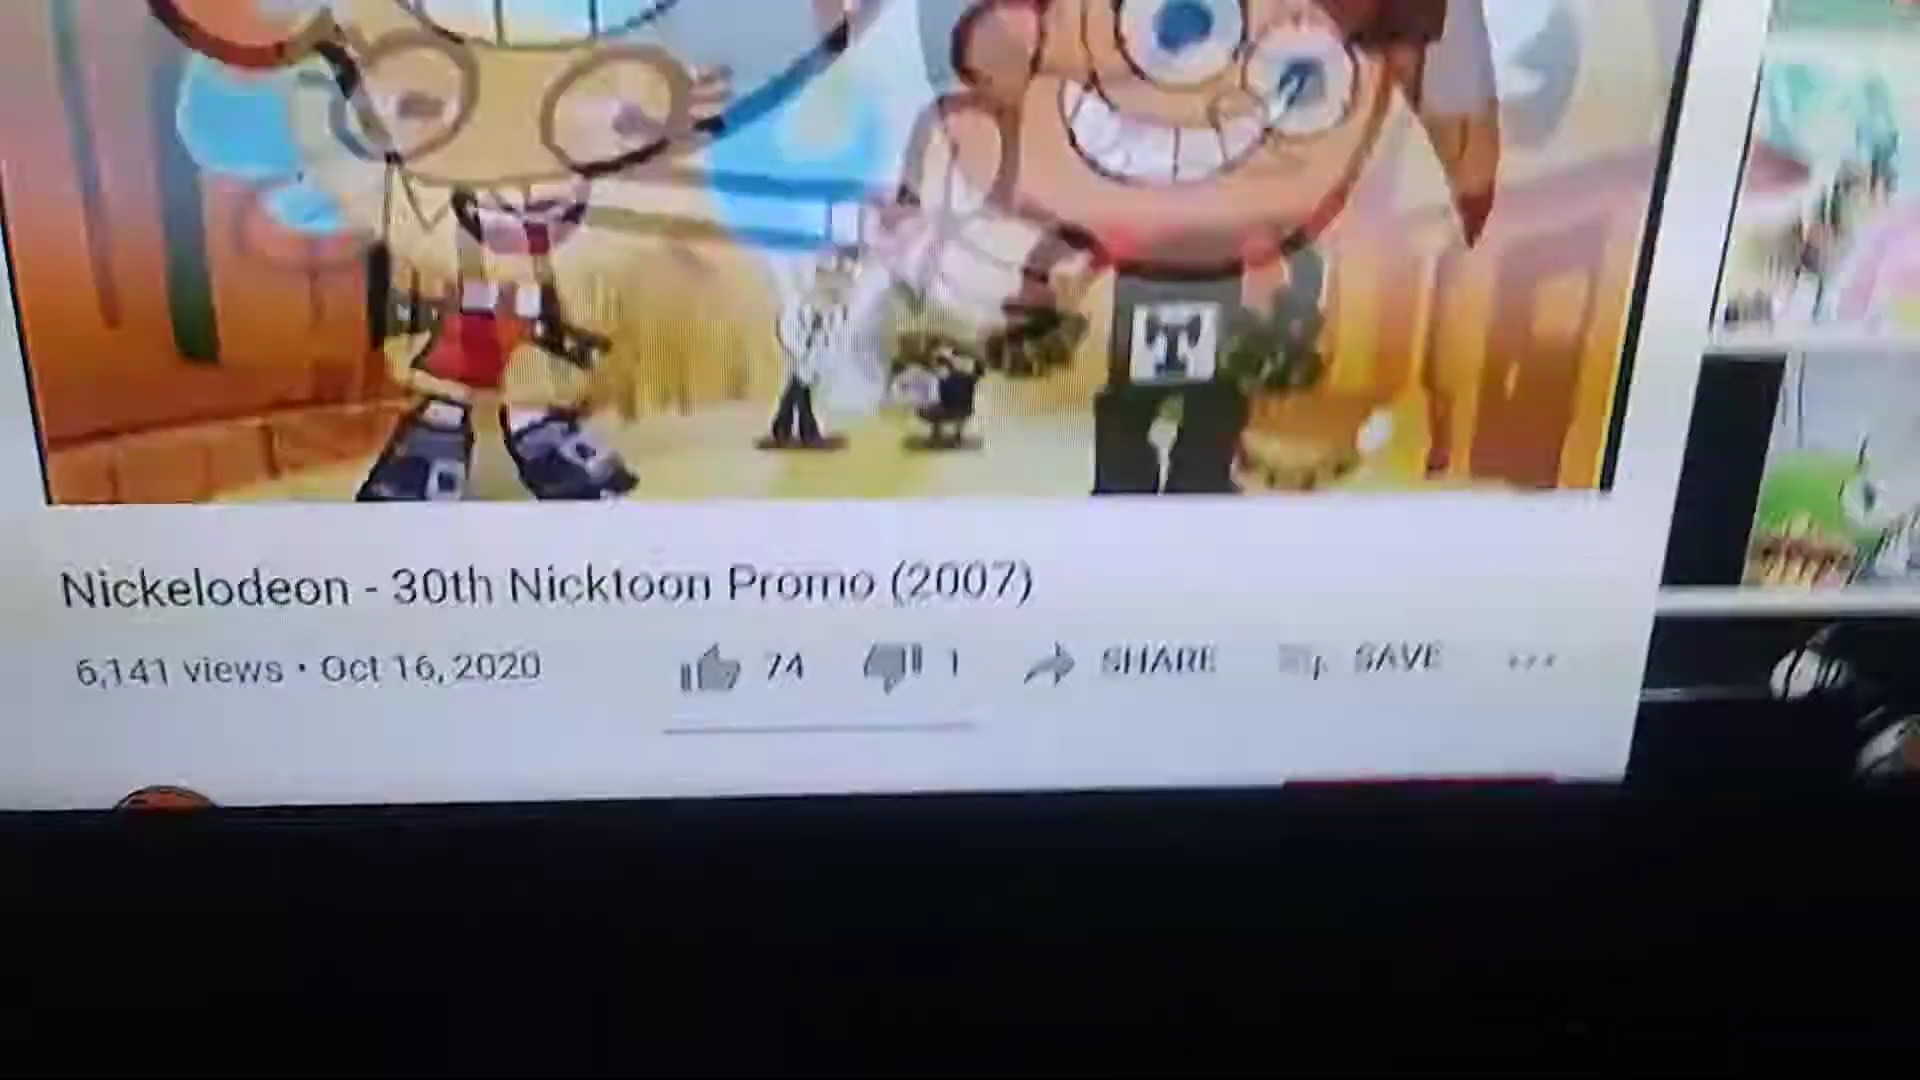 T
Nickelodeon - 30th Nicktoon Promo (2007)
6,141 views • Oct 16, 2020 74 1 SHARE SAVE ...